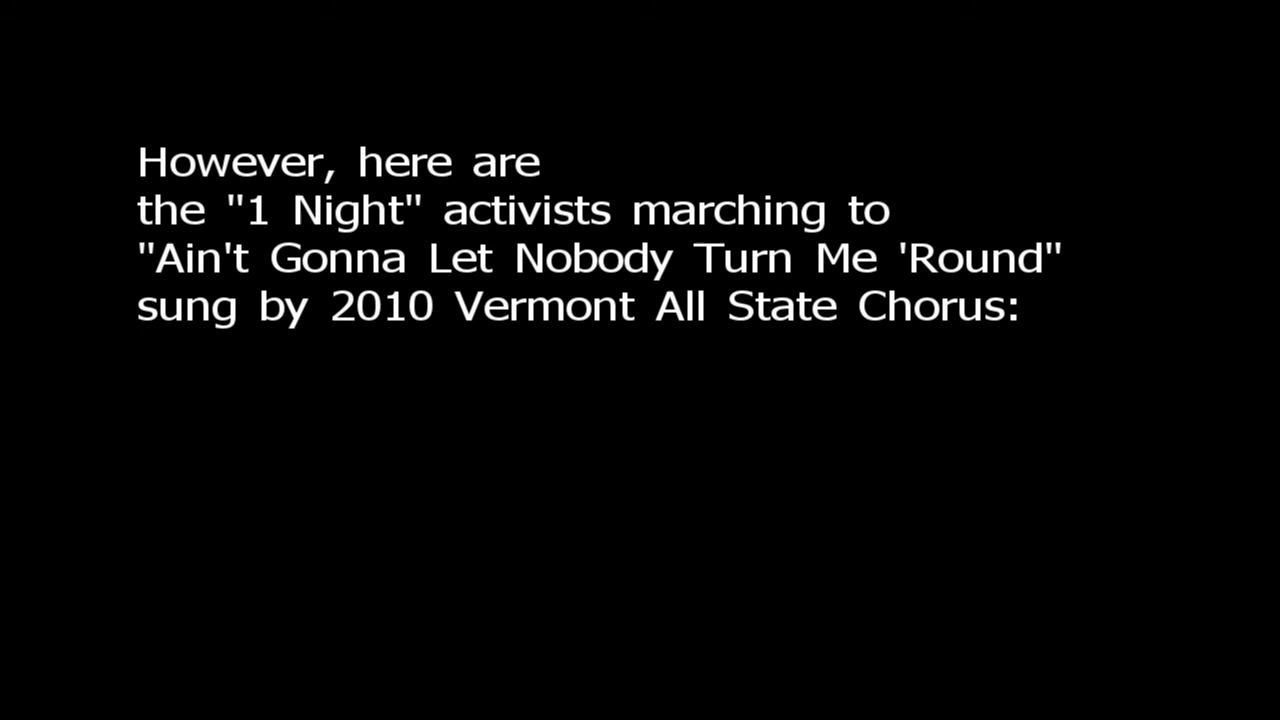 However, here are
the "1 Night" activists marching to
"Ain't Gonna Let Nobody Turn Me 'Round"
sung by 2010 Vermont All State Chorus: